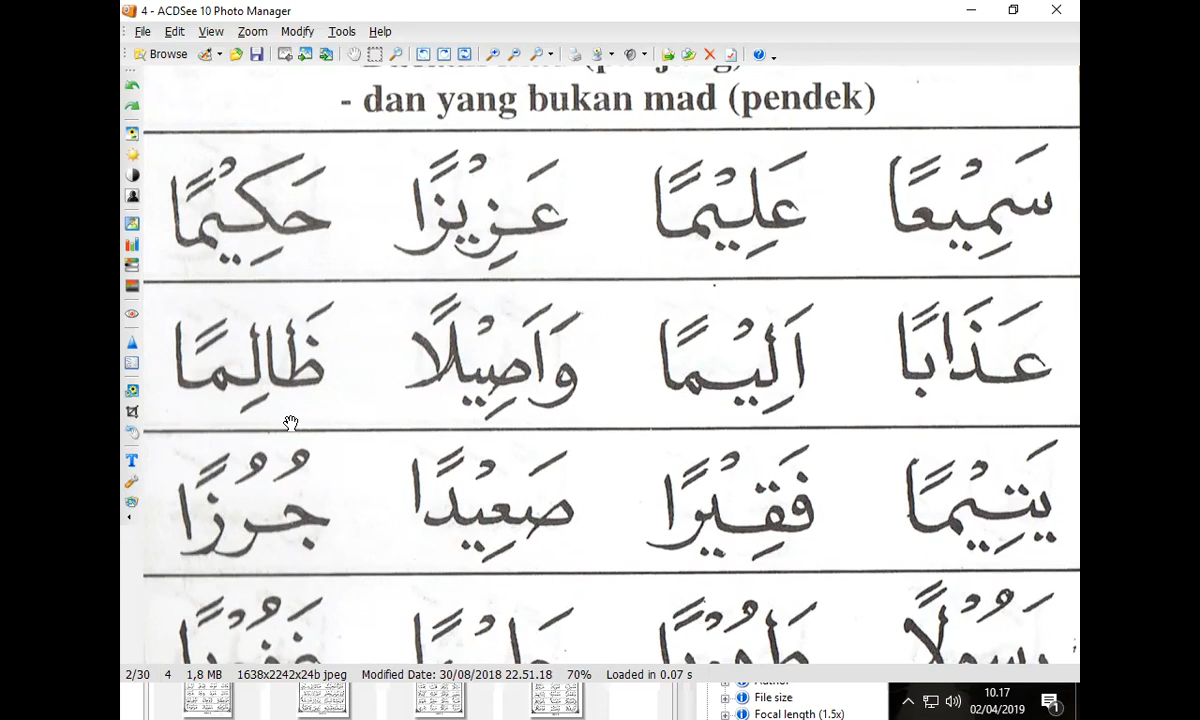 4 - ACDSee 10 Photo Manager
File Edit View Zoom Modify Tools Help
Browse
- dan yang bukan mad (pendek)
سَمِيْعًا عَلِيْمًا عَزِيْزًا حَكِيْمًا
عَذَابًا اَلِيْمًا وَاَصِيْلًا ظَالِمًا
يَتِيْمًا فَقِيْرًا صَعِيْدًا جُرُزًا
رَسُوْلًا طَهُوْرًا
2/30 4 1,8 MB 1638x2242x24b jpeg Modified Date: 30/08/2018 22.51.18 70% Loaded in 0.07 s
File size
Focal length (1.5x)
10.17
02/04/2019
1